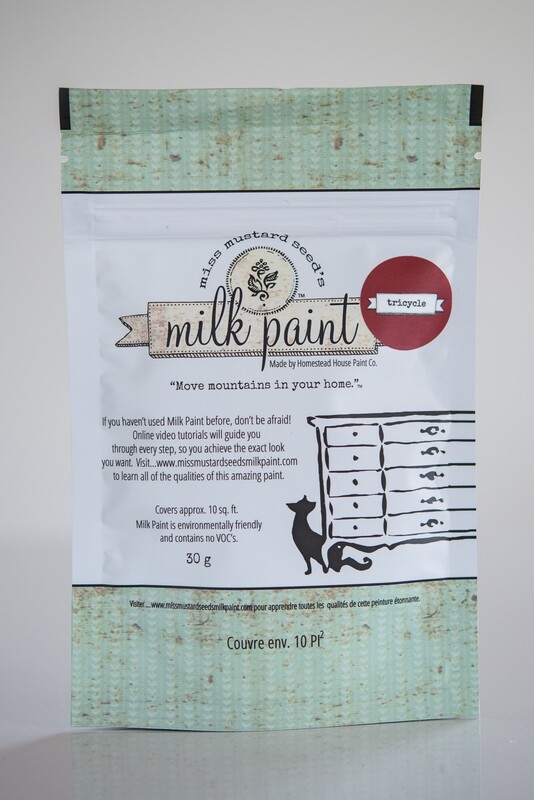 miss mustard seed's
TM
milk paint
tricycle
Made by Homestead House Paint Co.
“Move mountains in your home.”TM
If you haven't used Milk Paint before, don't be afraid!
Online video tutorials will guide you
through every step, so you achieve the exact look
you want. Visit...www.missmustardseedsmilkpaint.com
to learn all of the qualities of this amazing paint.
Covers approx. 10 sq. ft.
Milk Paint is environmentally friendly
and contains no VOC's.
30 g
Visiter ...www.missmustardseedsmilkpaint.com pour apprendre toutes les qualités de cette peinture étonnante.
Couvre env. 10 Pl²